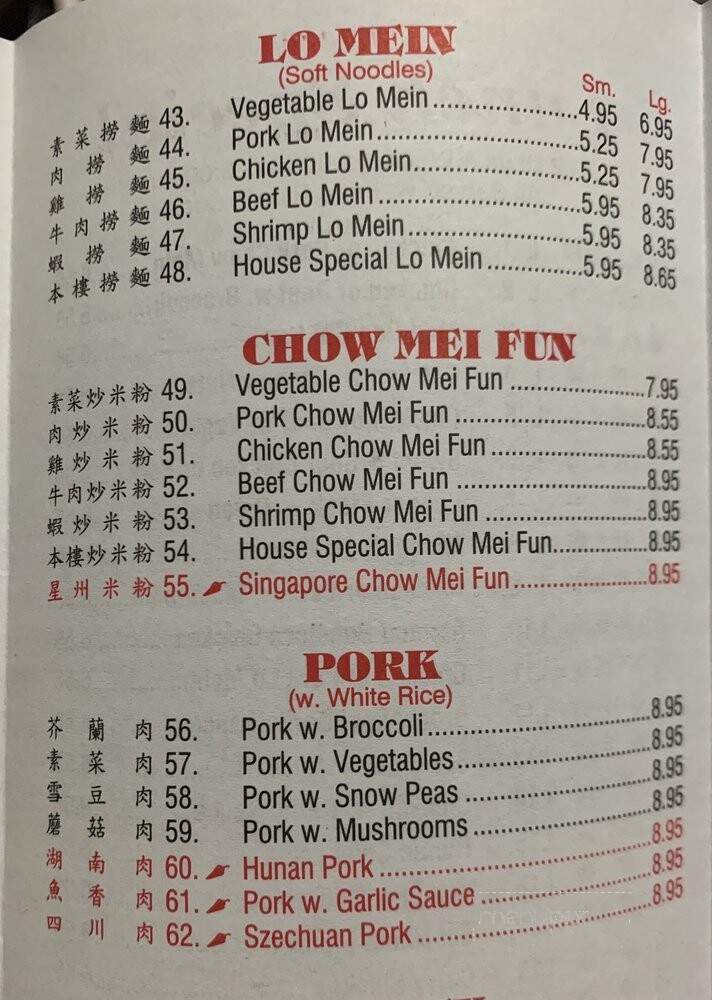 LO MEIN
(Soft Noodles)
Sm. Lg.
素菜撈麵 43. Vegetable Lo Mein 4.95 6.95
肉撈麵 44. Pork Lo Mein 5.25 7.95
雞撈麵 45. Chicken Lo Mein 5.25 7.95
牛肉撈麵 46. Beef Lo Mein 5.95 8.35
蝦撈麵 47. Shrimp Lo Mein 5.95 8.35
本樓撈麵 48. House Special Lo Mein 5.95 8.65
CHOW MEI FUN
素菜炒米粉 49. Vegetable Chow Mei Fun 7.95
肉炒米粉 50. Pork Chow Mei Fun 8.55
雞炒米粉 51. Chicken Chow Mei Fun 8.55
牛肉炒米粉 52. Beef Chow Mei Fun 8.95
蝦炒米粉 53. Shrimp Chow Mei Fun 8.95
本樓炒米粉 54. House Special Chow Mei Fun 8.95
星州米粉 55. Singapore Chow Mei Fun 8.95
PORK
(w. White Rice)
芥蘭肉 56. Pork w. Broccoli 8.95
素菜肉 57. Pork w. Vegetables 8.95
雪豆肉 58. Pork w. Snow Peas 8.95
蘑菇肉 59. Pork w. Mushrooms 8.95
湖南肉 60. Hunan Pork 8.95
魚香肉 61. Pork w. Garlic Sauce 8.95
四川肉 62. Szechuan Pork 8.95